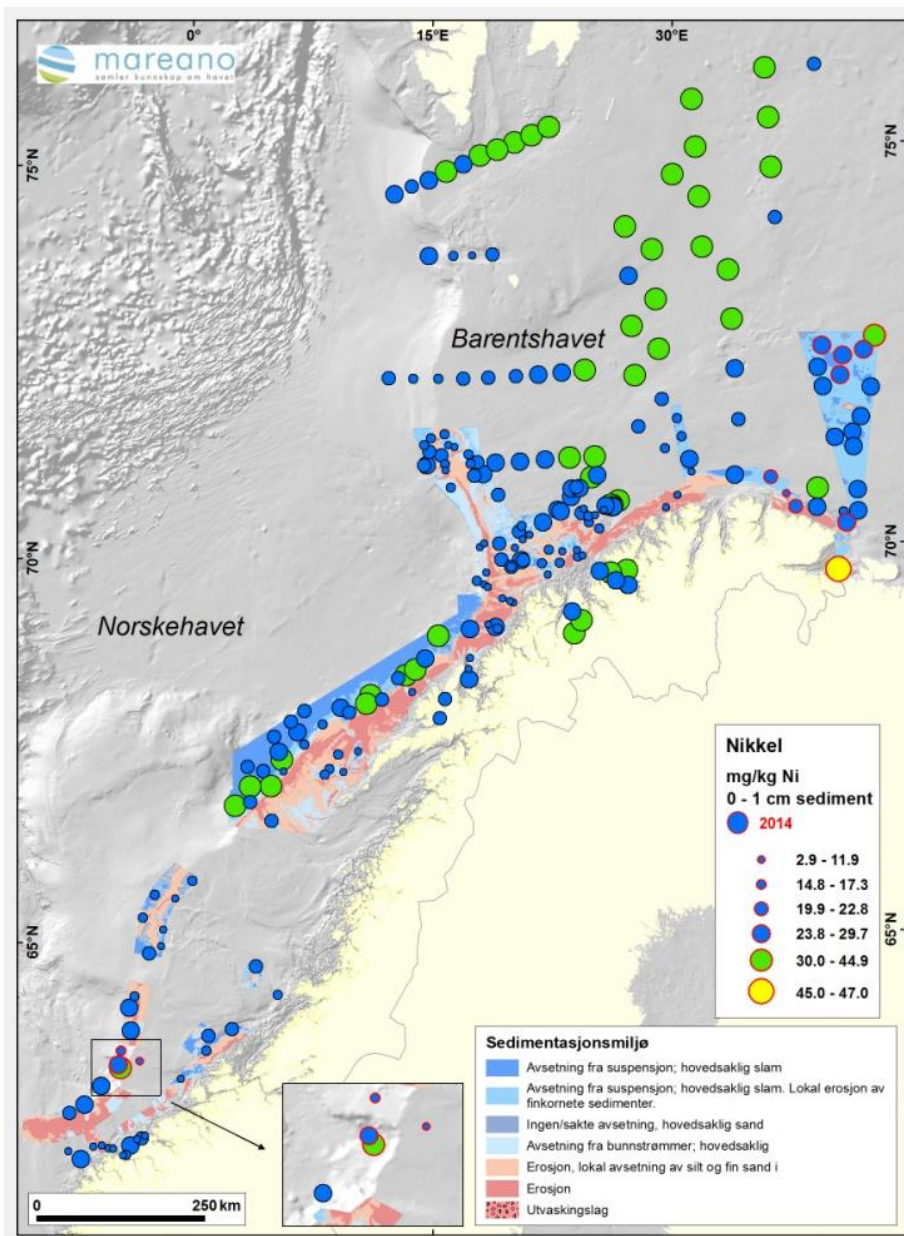 0°
15°E
30°E
mareano
samler kunnskap om havet
75°N
75°N
Barentshavet
70°N
70°N
Norskehavet
Nikkel
mg/kg Ni
0 - 1 cm sediment
2014
2.9 - 11.9
14.8 - 17.3
19.9 - 22.8
23.8 - 29.7
30.0 - 44.9
45.0 - 47.0
65°N
65°N
Sedimentasjonsmiljø
Avsetning fra suspensjon; hovedsaklig slam
Avsetning fra suspensjon; hovedsaklig slam. Lokal erosjon av
finkornete sedimenter.
Ingen/sakte avsetning, hovedsaklig sand
Avsetning fra bunnstrømmer; hovedsaklig
Erosjon, lokal avsetning av silt og fin sand i
Erosjon
Utvaskingslag
0 250 km